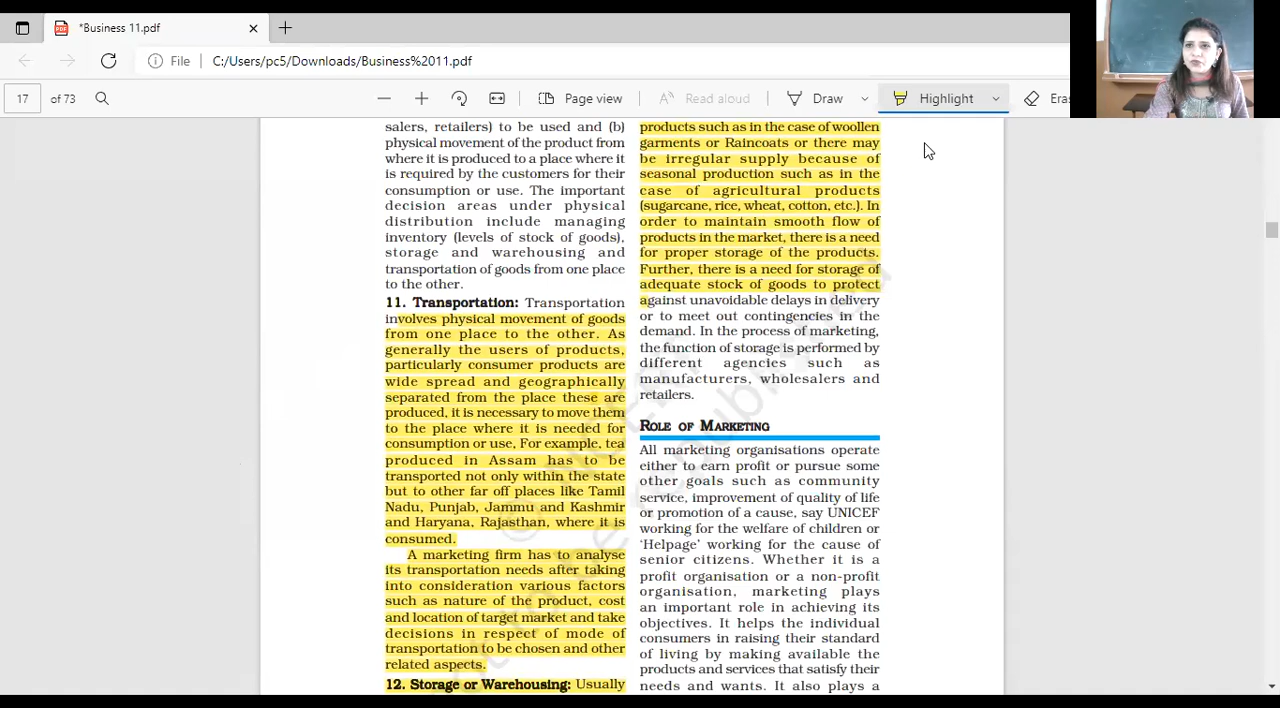 *Business 11.pdf
File
C:/Users/pc5/Downloads/Business%2011.pdf
17
of 73
Page view
Read aloud
Draw
Highlight
Eras
salers, retailers) to be used and (b)
physical movement of the product from
where it is produced to a place where it
is required by the customers for their
consumption or use. The important
decision areas under physical
distribution include managing
inventory (levels of stock of goods),
storage and warehousing and
transportation of goods from one place
to the other.
11. Transportation: Transportation
involves physical movement of goods
from one place to the other. As
generally the users of products,
particularly consumer products are
wide spread and geographically
separated from the place these are
produced, it is necessary to move them
to the place where it is needed for
consumption or use, For example, tea
produced in Assam has to be
transported not only within the state
but to other far off places like Tamil
Nadu, Punjab, Jammu and Kashmir
and Haryana, Rajasthan, where it is
consumed.
A marketing firm has to analyse
its transportation needs after taking
into consideration various factors
such as nature of the product, cost
and location of target market and take
decisions in respect of mode of
transportation to be chosen and other
related aspects.
12. Storage or Warehousing: Usually
products such as in the case of woollen
garments or Raincoats or there may
be irregular supply because of
seasonal production such as in the
case of agricultural products
(sugarcane, rice, wheat, cotton, etc.). In
order to maintain smooth flow of
products in the market, there is a need
for proper storage of the products.
Further, there is a need for storage of
adequate stock of goods to protect
against unavoidable delays in delivery
or to meet out contingencies in the
demand. In the process of marketing,
the function of storage is performed by
different agencies such as
manufacturers, wholesalers and
retailers.
ROLE OF MARKETING
All marketing organisations operate
either to earn profit or pursue some
other goals such as community
service, improvement of quality of life
or promotion of a cause, say UNICEF
working for the welfare of children or
‘Helpage’ working for the cause of
senior citizens. Whether it is a
profit organisation or a non-profit
organisation, marketing plays
an important role in achieving its
objectives. It helps the individual
consumers in raising their standard
of living by making available the
products and services that satisfy their
needs and wants. It also plays a